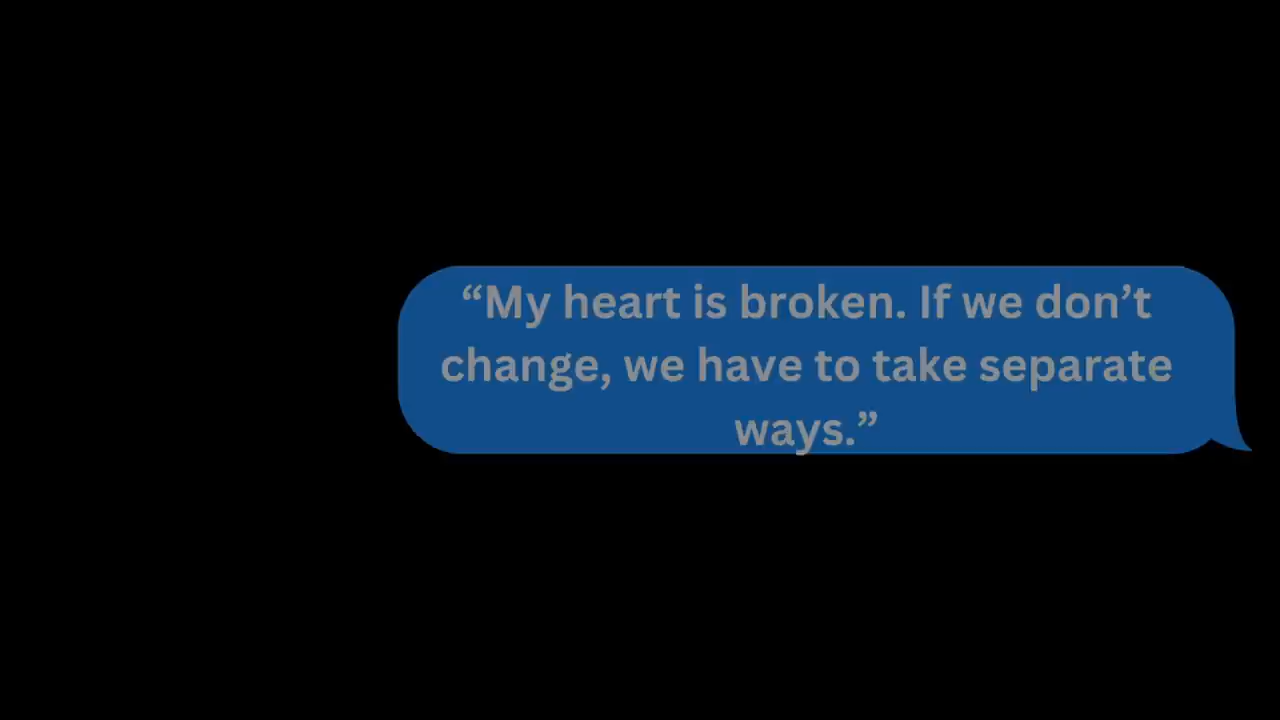 “My heart is broken. If we don’t
change, we have to take separate
ways.”